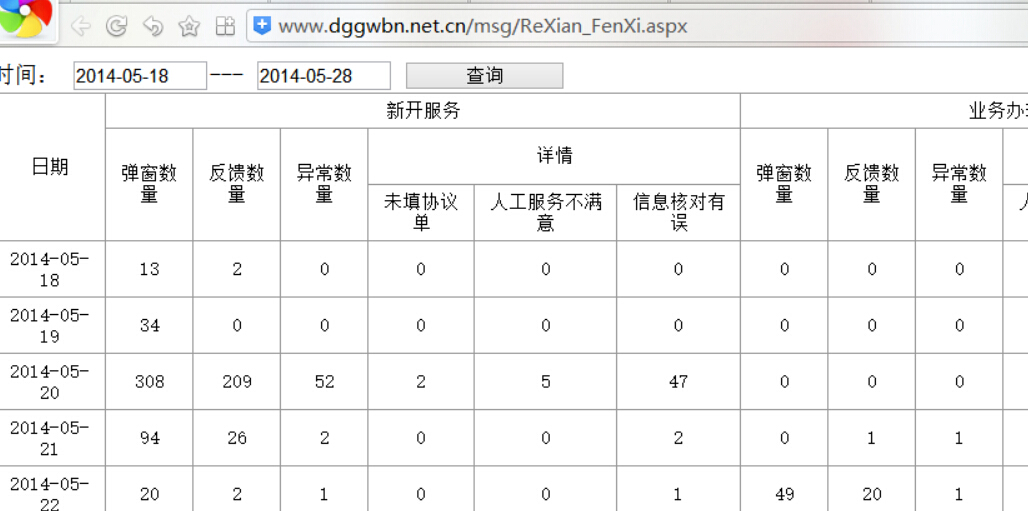 www.dggwbn.net.cn/msg/ReXian_FenXi.aspx
时间： 2014-05-18 --- 2014-05-28 查询
新开服务 业务办
日期 弹窗数量 反馈数量 异常数量 详情 弹窗数量 反馈数量 异常数量
未填协议单 人工服务不满意 信息核对有误
2014-05-18 13 2 0 0 0 0 0 0 0
2014-05-19 34 0 0 0 0 0 0 0 0
2014-05-20 308 209 52 2 5 47 0 0 0
2014-05-21 94 26 2 0 0 2 0 1 1
2014-05-22 20 2 1 0 0 1 49 20 1